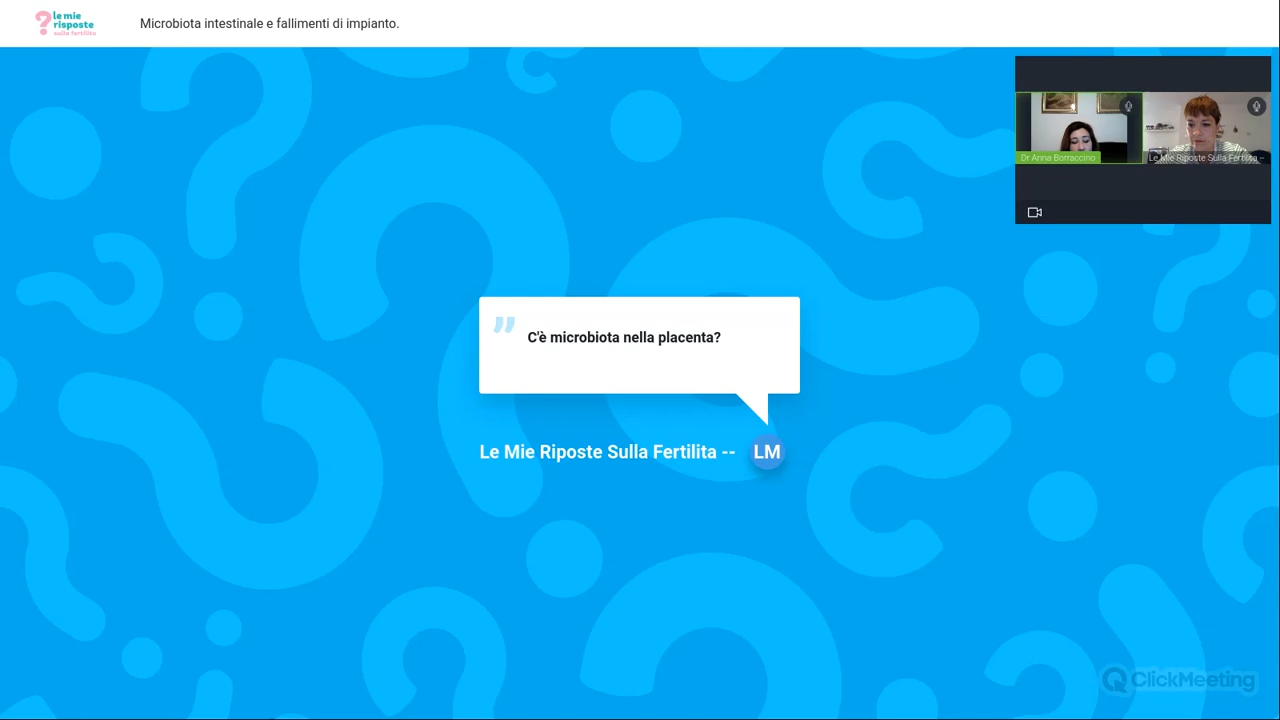 le mie
risposte
sulla fertilita
Microbiota intestinale e fallimenti di impianto.
Dr Anna Borraccino
Le Mie Riposte Sulla Fertilita --
C'è microbiota nella placenta?
Le Mie Riposte Sulla Fertilita --
LM
ClickMeeting